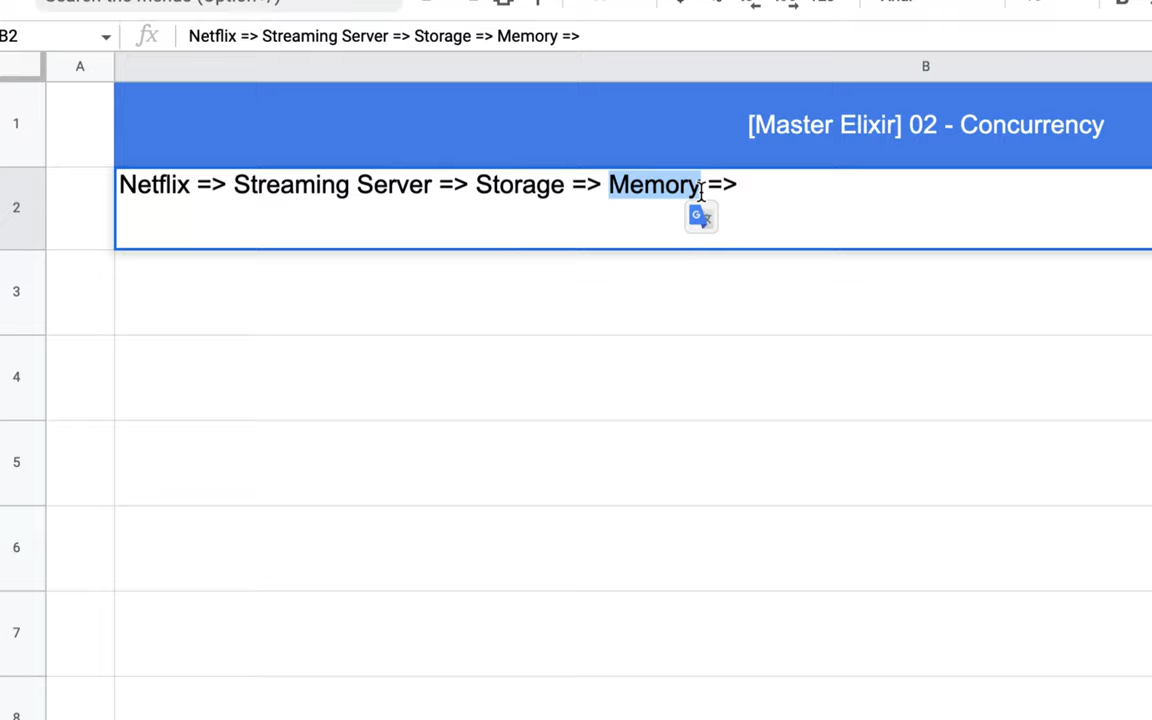 B2 fx Netflix => Streaming Server => Storage => Memory =>
A B
1 [Master Elixir] 02 - Concurrency
2 Netflix => Streaming Server => Storage => Memory =>
G
3
4
5
6
7
8